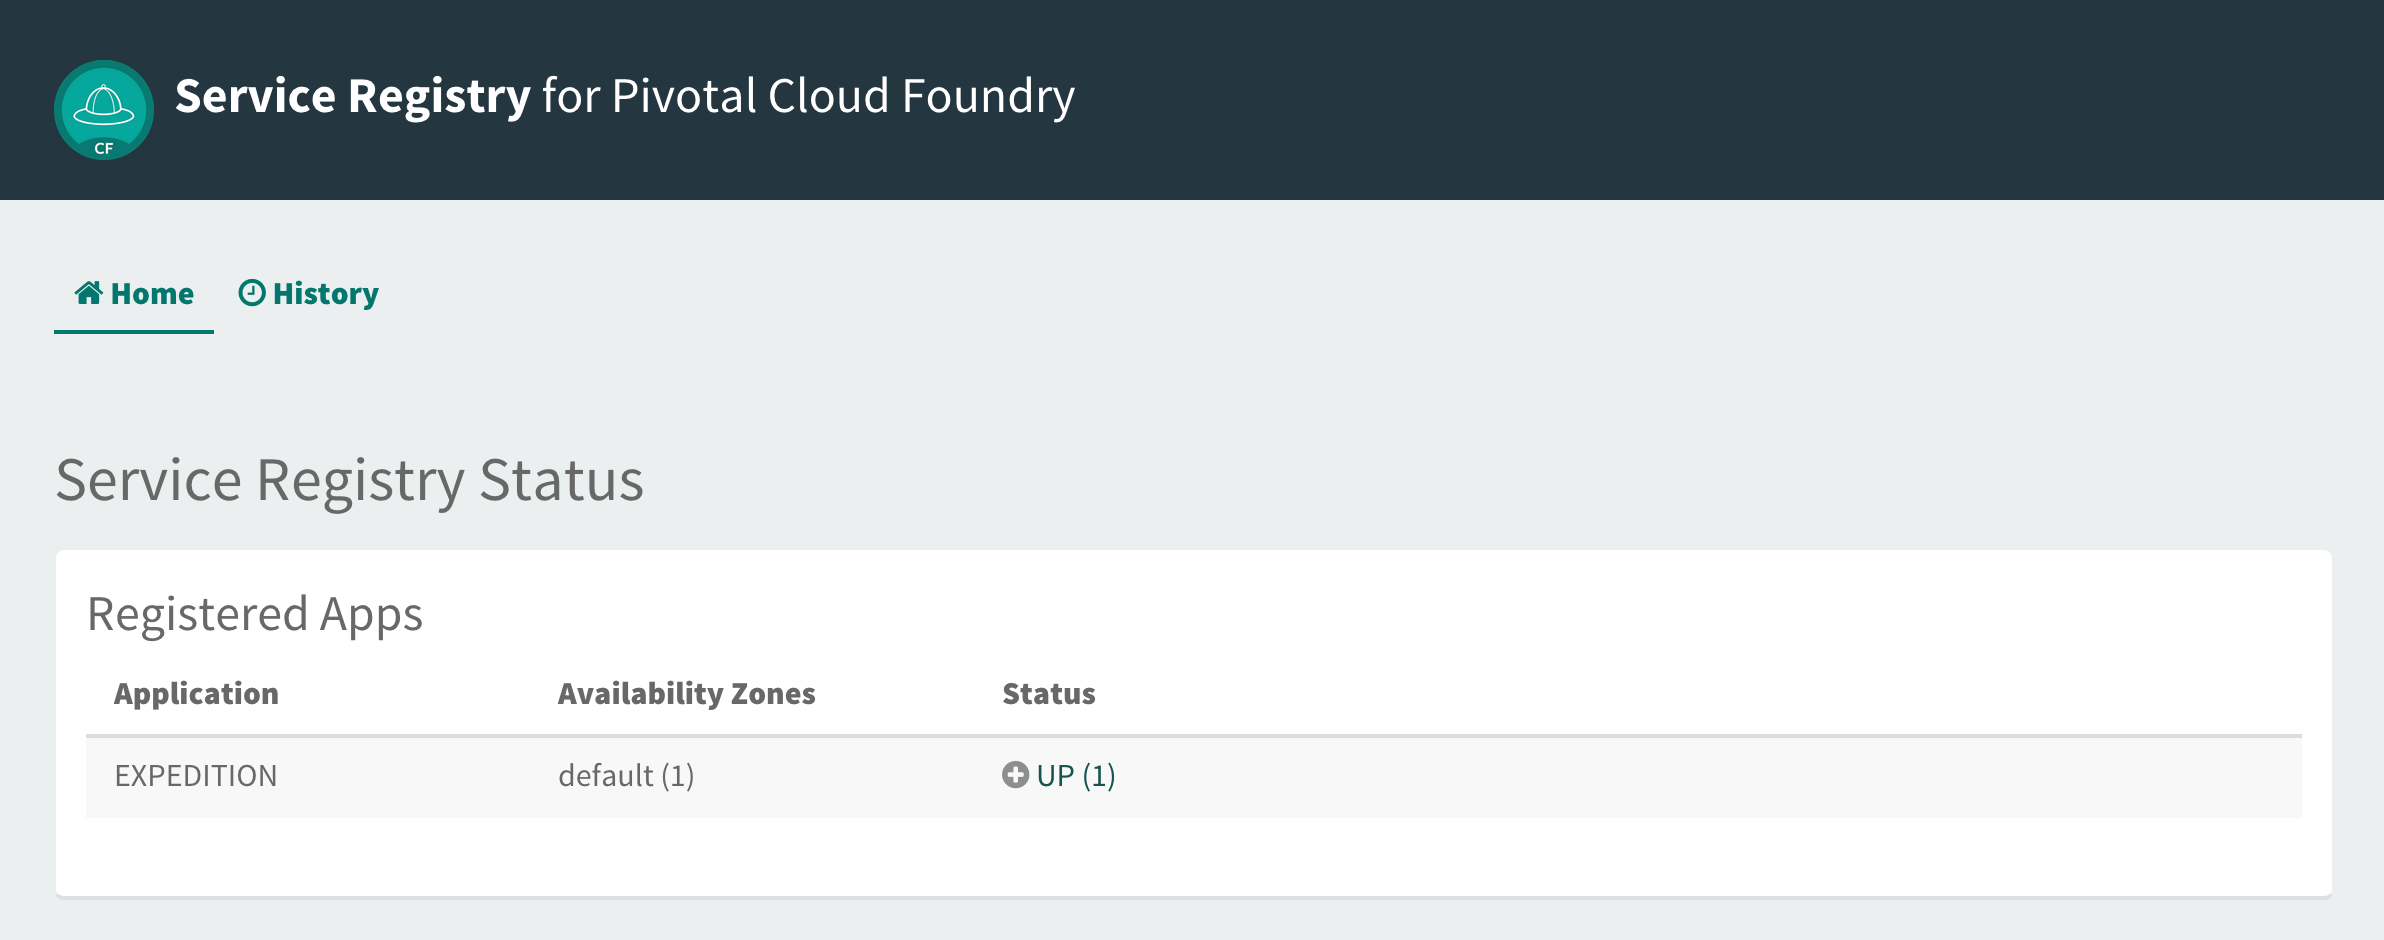 CF
Service Registry for Pivotal Cloud Foundry
Home History
Service Registry Status
Registered Apps
Application Availability Zones Status
EXPEDITION default (1) UP (1)